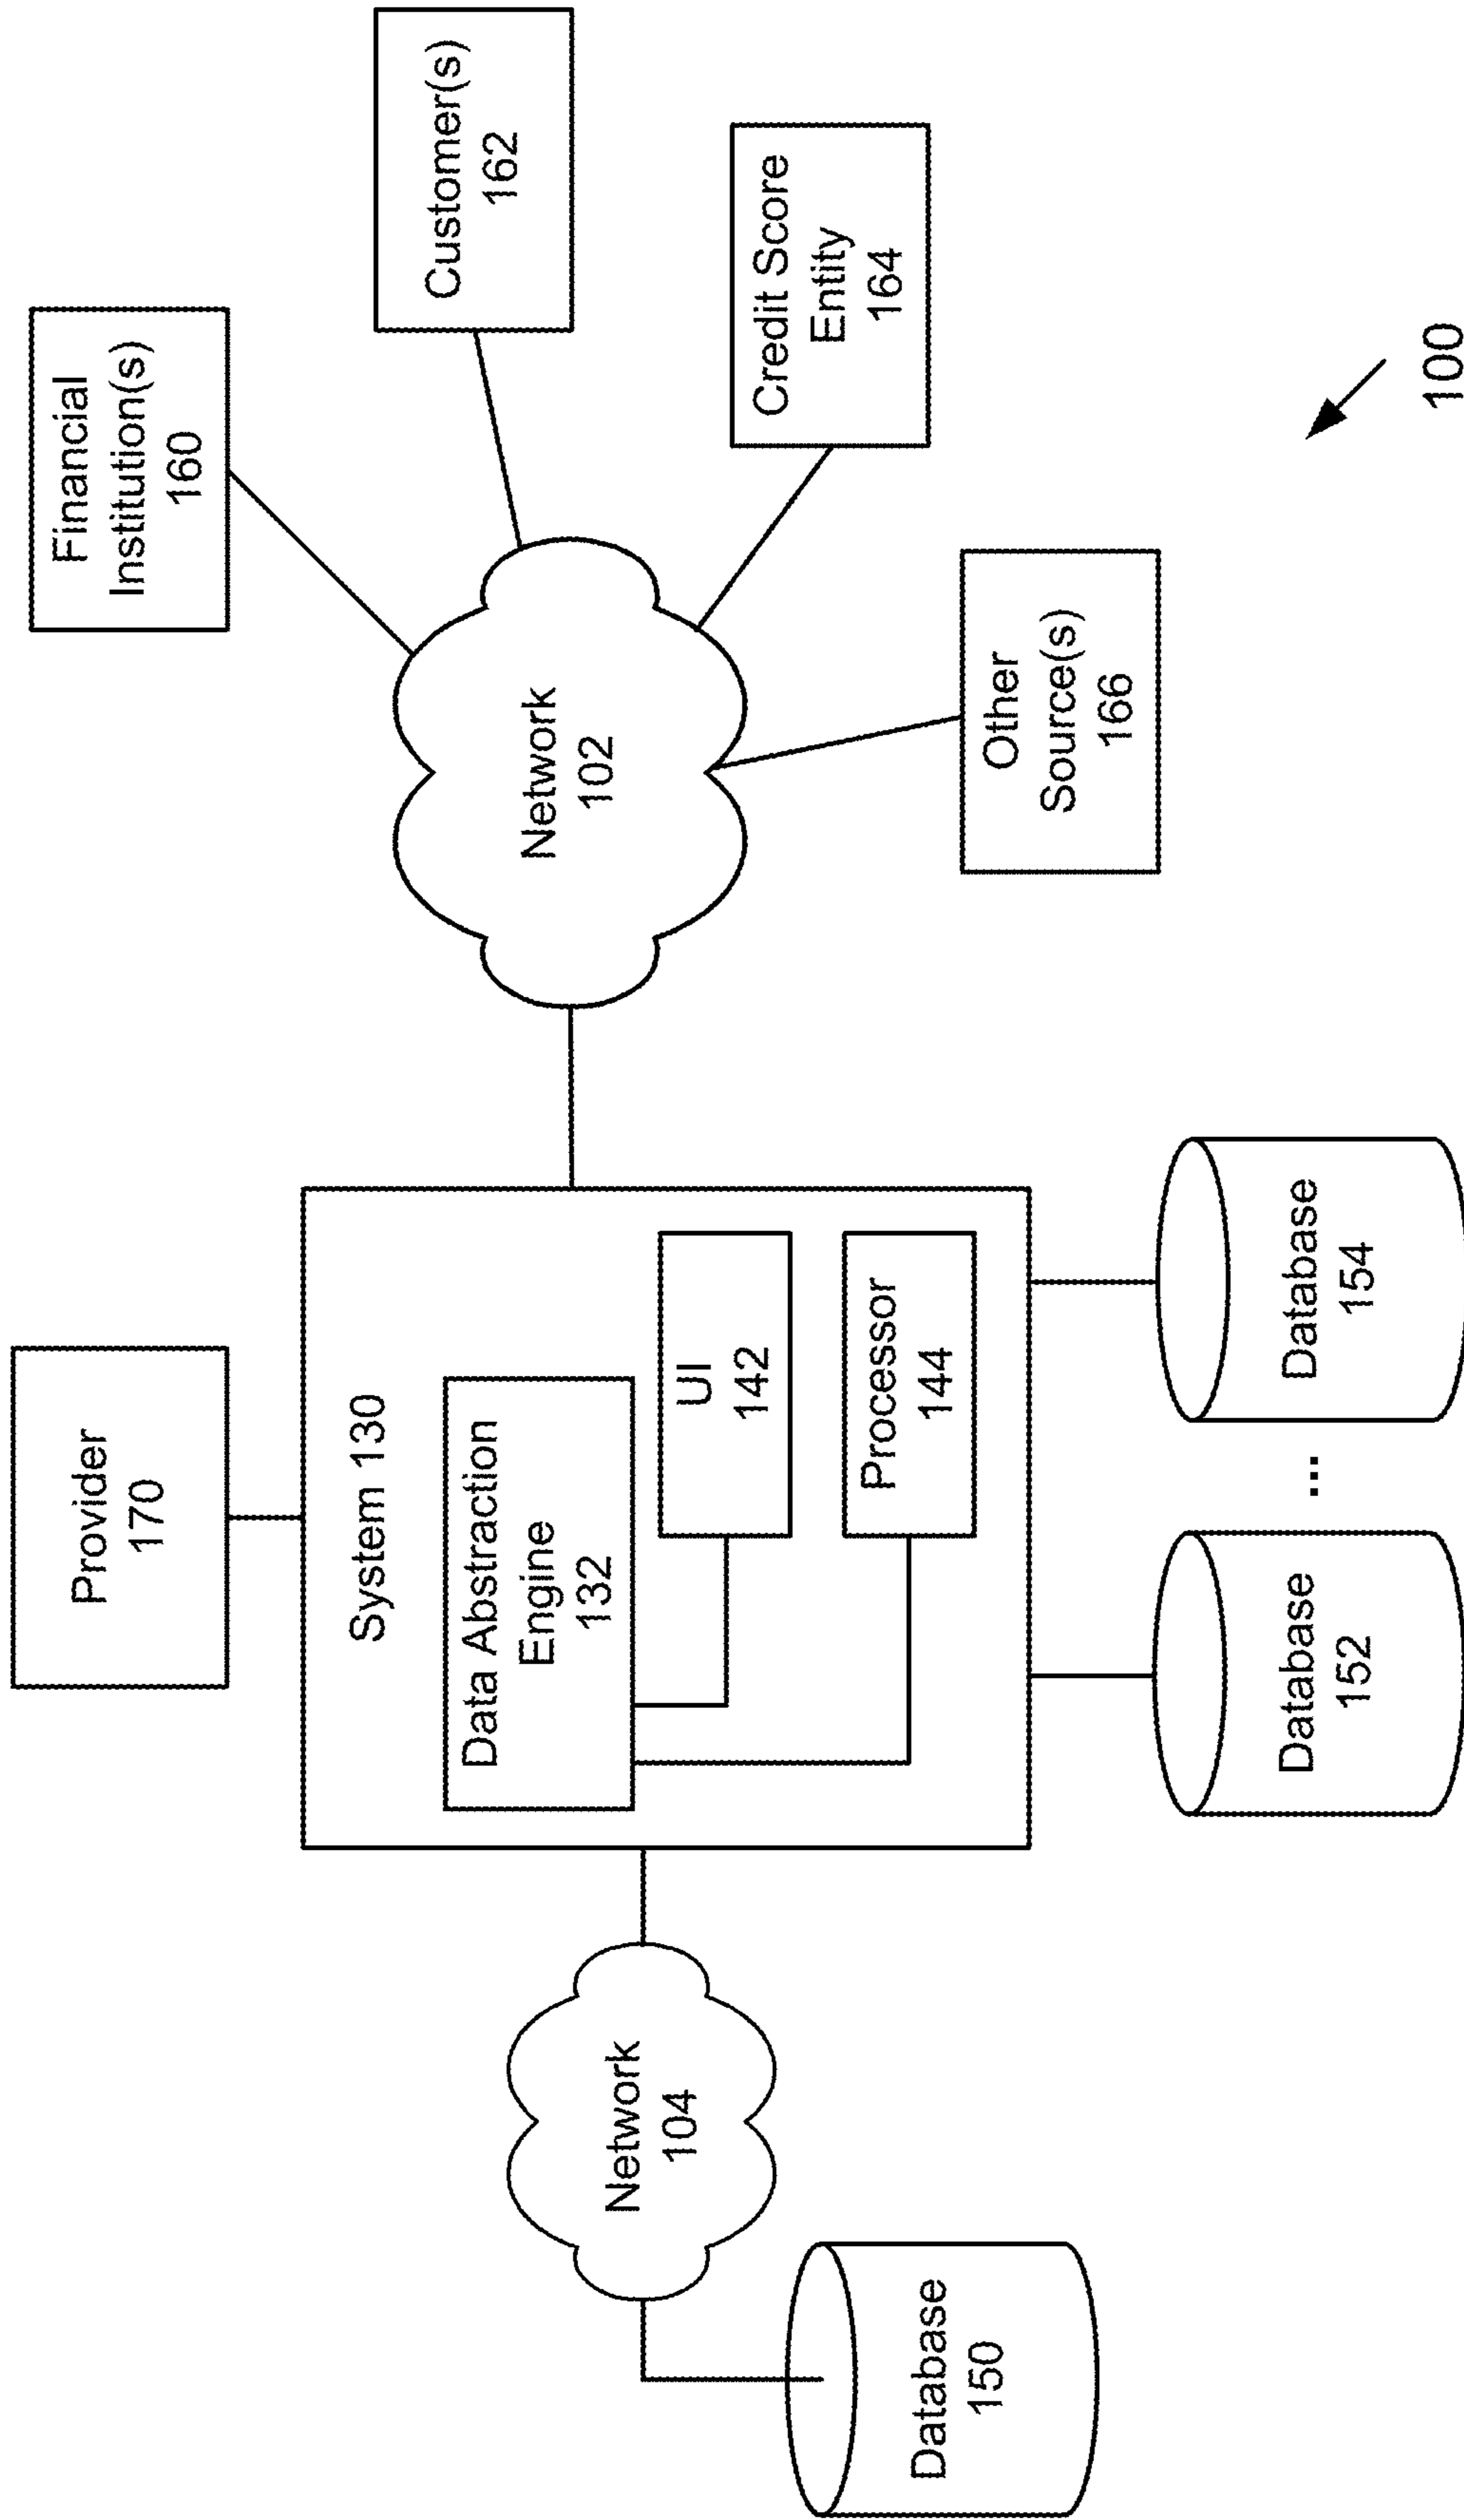 Provider
170
Financial
Institution(s)
160
Customer(s)
162
System 130
Data Abstraction
Engine
132
UI
142
Processor
144
Network
102
Credit Score
Entity
164
Other
Source(s)
166
Network
104
Database
150
Database
152
...
Database
154
100